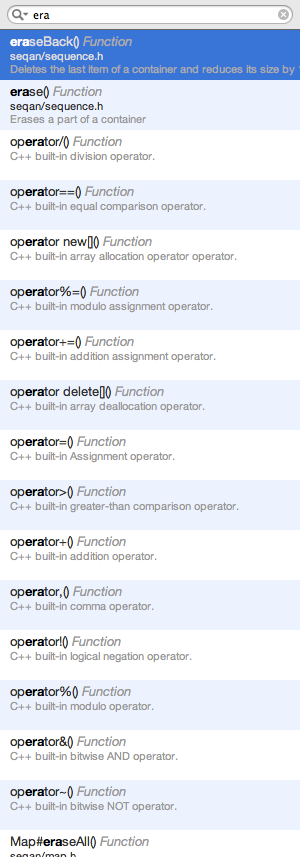 era
eraseBack() Function
seqan/sequence.h
Deletes the last item of a container and reduces its size by
erase() Function
seqan/sequence.h
Erases a part of a container
operator/() Function
C++ built-in division operator.
operator==() Function
C++ built-in equal comparison operator.
operator new[]() Function
C++ built-in array allocation operator operator.
operator%=() Function
C++ built-in modulo assignment operator.
operator+=() Function
C++ built-in addition assignment operator.
operator delete[]() Function
C++ built-in array deallocation operator.
operator=() Function
C++ built-in Assignment operator.
operator>() Function
C++ built-in greater-than comparison operator.
operator+() Function
C++ built-in addition operator.
operator,() Function
C++ built-in comma operator.
operator!() Function
C++ built-in logical negation operator.
operator%() Function
C++ built-in modulo operator.
operator&() Function
C++ built-in bitwise AND operator.
operator~() Function
C++ built-in bitwise NOT operator.
Map#eraseAll() Function
seqan/map.h